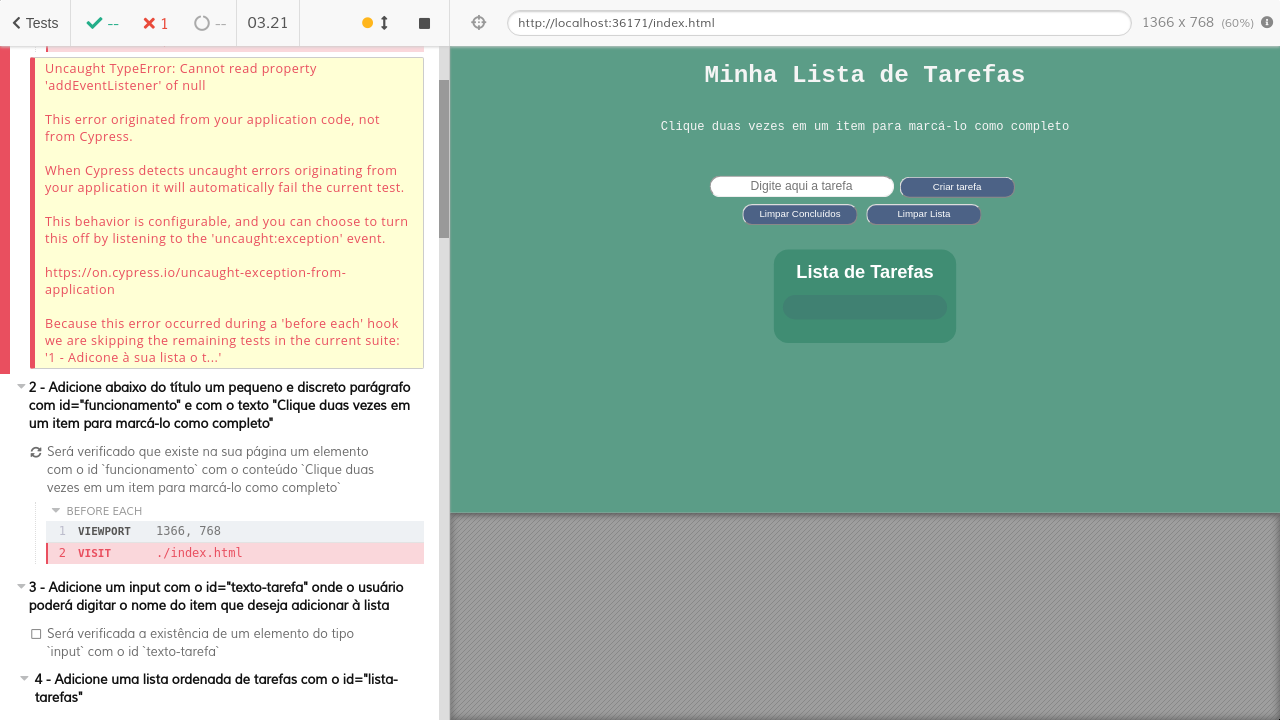 Tests
--
1
--
03.21
http://localhost:36171/index.html
1366 x 768 (60%)
Uncaught TypeError: Cannot read property
'addEventListener' of null
This error originated from your application code, not
from Cypress.
When Cypress detects uncaught errors originating from
your application it will automatically fail the current test.
This behavior is configurable, and you can choose to turn
this off by listening to the 'uncaught:exception' event.
https://on.cypress.io/uncaught-exception-from-
application
Because this error occurred during a 'before each' hook
we are skipping the remaining tests in the current suite:
'1 - Adicone à sua lista o t...'
2 - Adicione abaixo do título um pequeno e discreto parágrafo
com id="funcionamento" e com o texto "Clique duas vezes em
um item para marcá-lo como completo"
Será verificado que existe na sua página um elemento
com o id `funcionamento` com o conteúdo `Clique duas
vezes em um item para marcá-lo como completo`
BEFORE EACH
1 VIEWPORT 1366, 768
2 VISIT ./index.html
3 - Adicione um input com o id="texto-tarefa" onde o usuário
poderá digitar o nome do item que deseja adicionar à lista
Será verificada a existência de um elemento do tipo
`input` com o id `texto-tarefa`
4 - Adicione uma lista ordenada de tarefas com o id="lista-
tarefas"
Minha Lista de Tarefas
Clique duas vezes em um item para marcá-lo como completo
Digite aqui a tarefa
Criar tarefa
Limpar Concluídos
Limpar Lista
Lista de Tarefas